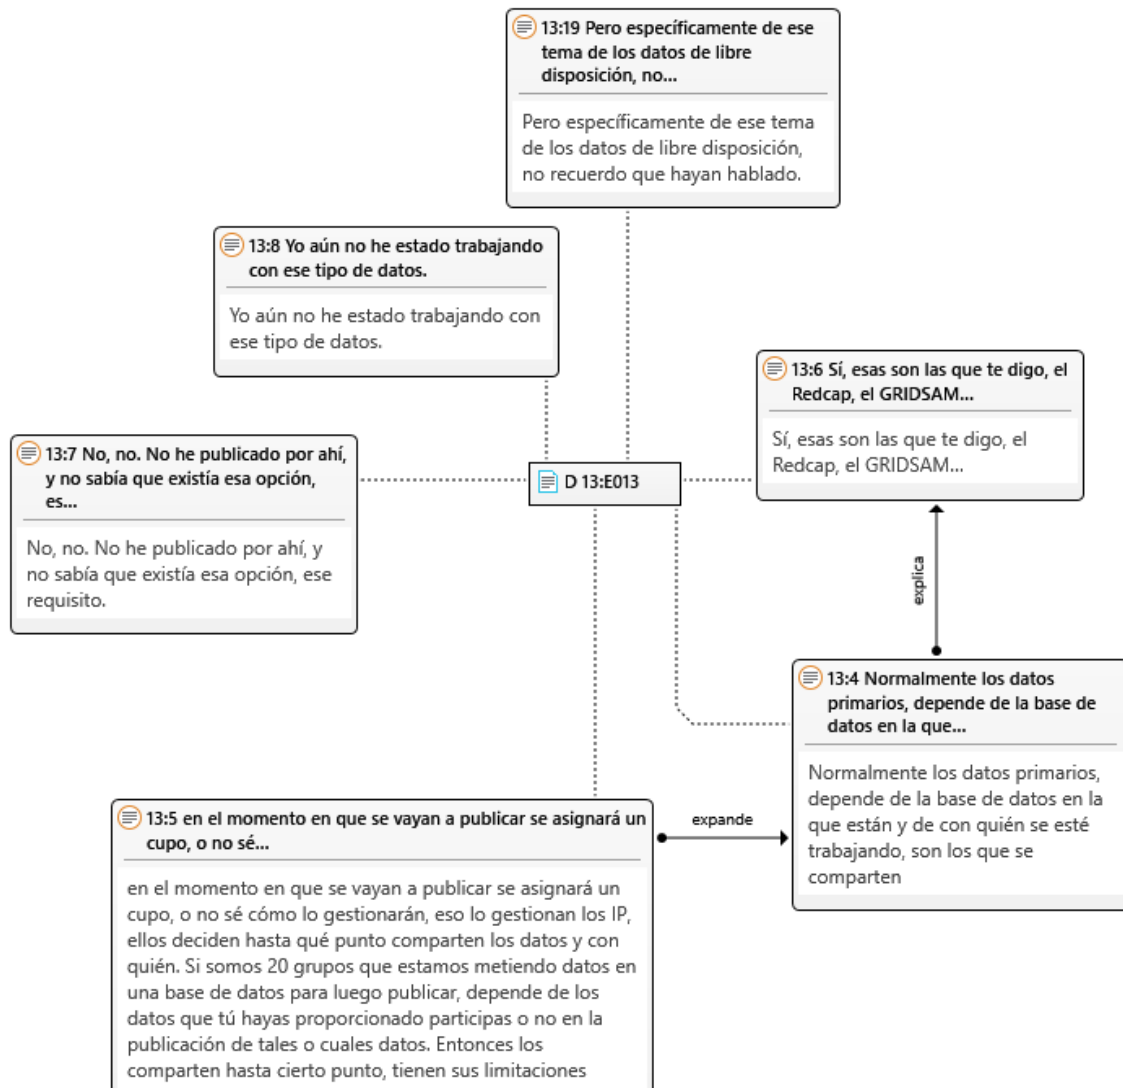 13:19 Pero específicamente de ese
tema de los datos de libre
disposición, no...
Pero específicamente de ese tema
de los datos de libre disposición,
no recuerdo que hayan hablado.
13:8 Yo aún no he estado trabajando
con ese tipo de datos.
Yo aún no he estado trabajando con
ese tipo de datos.
13:6 Sí, esas son las que te digo, el
Redcap, el GRIDSAM...
Sí, esas son las que te digo, el
Redcap, el GRIDSAM...
13:7 No, no. No he publicado por ahí,
y no sabía que existía esa opción,
es...
No, no. No he publicado por ahí, y
no sabía que existía esa opción, ese
requisito.
D 13:E013
explica
13:4 Normalmente los datos
primarios, depende de la base de
datos en la que...
Normalmente los datos primarios,
depende de la base de datos en la
que están y de con quién se esté
trabajando, son los que se
comparten
13:5 en el momento en que se vayan a publicar se asignará un
cupo, o no sé...
expande
en el momento en que se vayan a publicar se asignará un
cupo, o no sé cómo lo gestionarán, eso lo gestionan los IP,
ellos deciden hasta qué punto comparten los datos y con
quién. Si somos 20 grupos que estamos metiendo datos en
una base de datos para luego publicar, depende de los
datos que tú hayas proporcionado participas o no en la
publicación de tales o cuales datos. Entonces los
comparten hasta cierto punto, tienen sus limitaciones